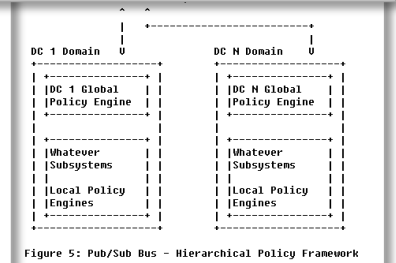 DC 1 Domain DC N Domain
DC 1 Global DC N Global
Policy Engine Policy Engine
Whatever Whatever
Subsystems Subsystems
Local Policy Local Policy
Engines Engines
Figure 5: Pub/Sub Bus - Hierarchical Policy Framework